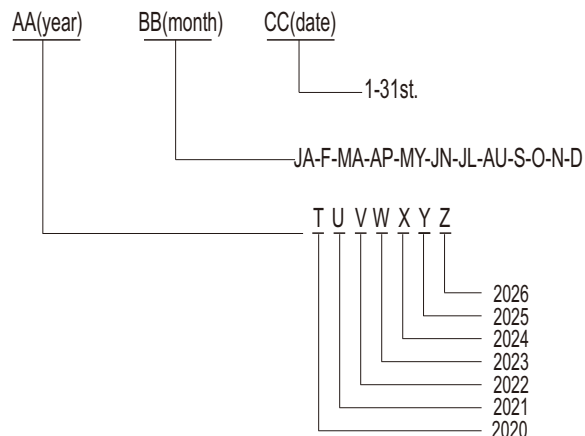 AA(year) BB(month) CC(date)
1-31st.
JA-F-MA-AP-MY-JN-JL-AU-S-O-N-D
T U V W X Y Z
2026
2025
2024
2023
2022
2021
2020